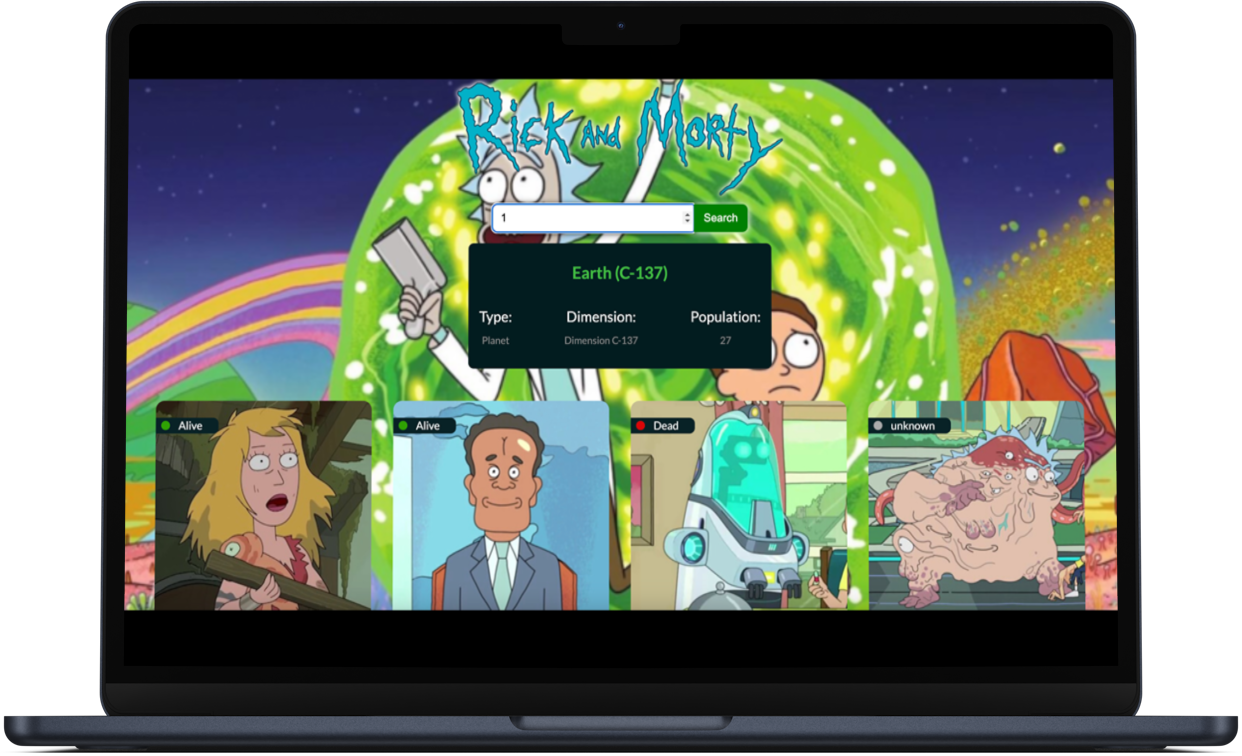 Rick and Morty
1
Search
Earth (C-137)
Type: Dimension: Population:
Planet Dimension C-137 27
Alive Alive Dead unknown